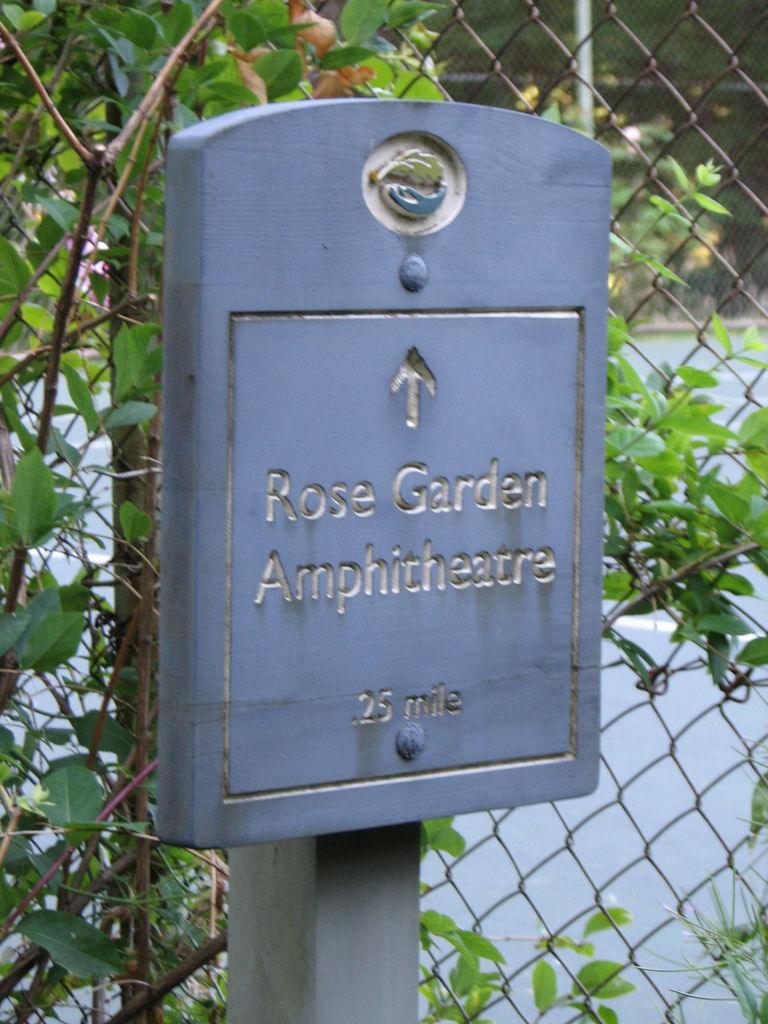 Rose Garden
Amphitheatre
.25 mile